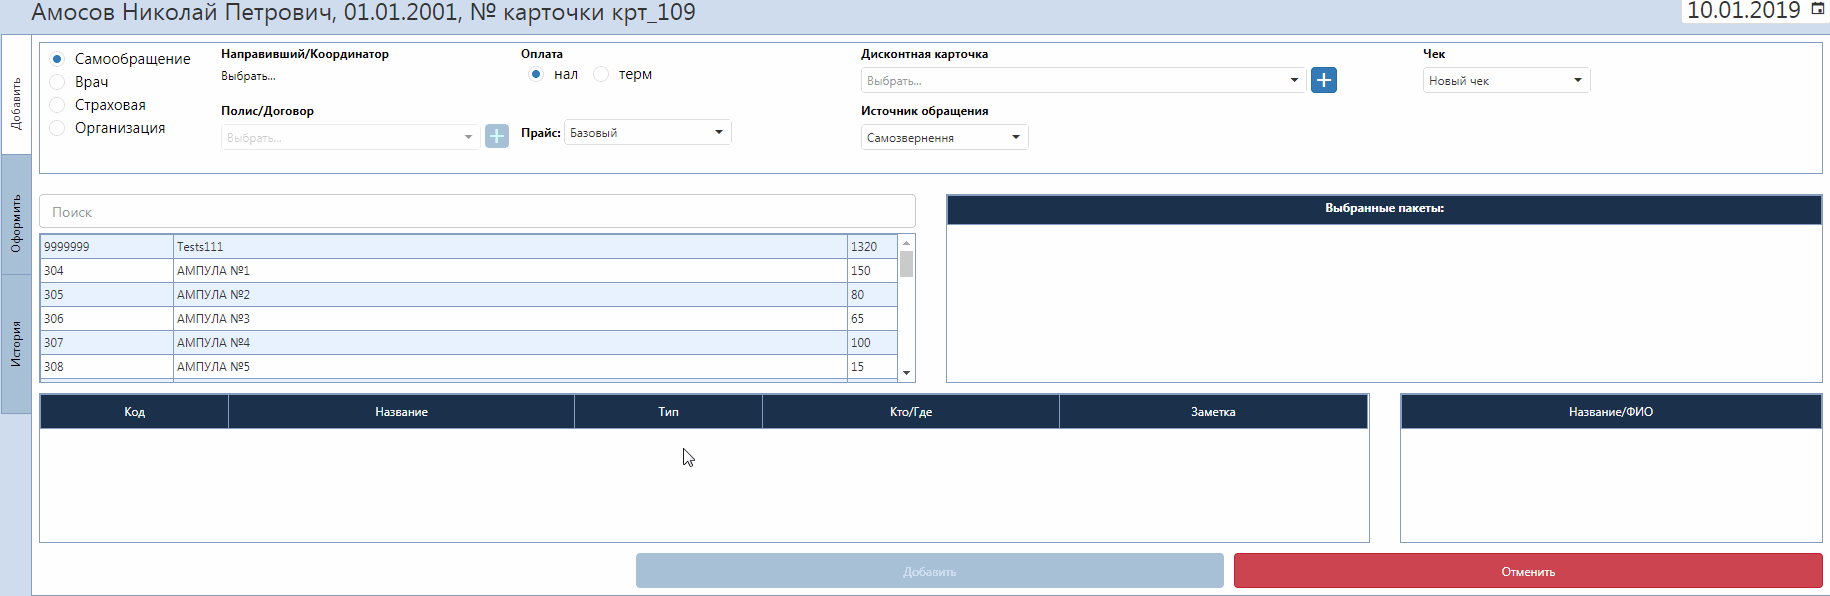 Амосов Николай Петрович, 01.01.2001, № карточки крт_109
10.01.2019
Добавить
Оформить
История
Самообращение
Врач
Страховая
Организация
Направивший/Координатор
Выбрать...
Полис/Договор
Выбрать...
Оплата
нал терм
Прайс: Базовый
Дисконтная карточка
Выбрать...
Источник обращения
Самозвернення
Чек
Новый чек
Поиск
9999999 Tests111 1320
304 АМПУЛА №1 150
305 АМПУЛА №2 80
306 АМПУЛА №3 65
307 АМПУЛА №4 100
308 АМПУЛА №5 15
Выбранные пакеты:
Код Название Тип Кто/Где Заметка
Название/ФИО
Добавить
Отменить